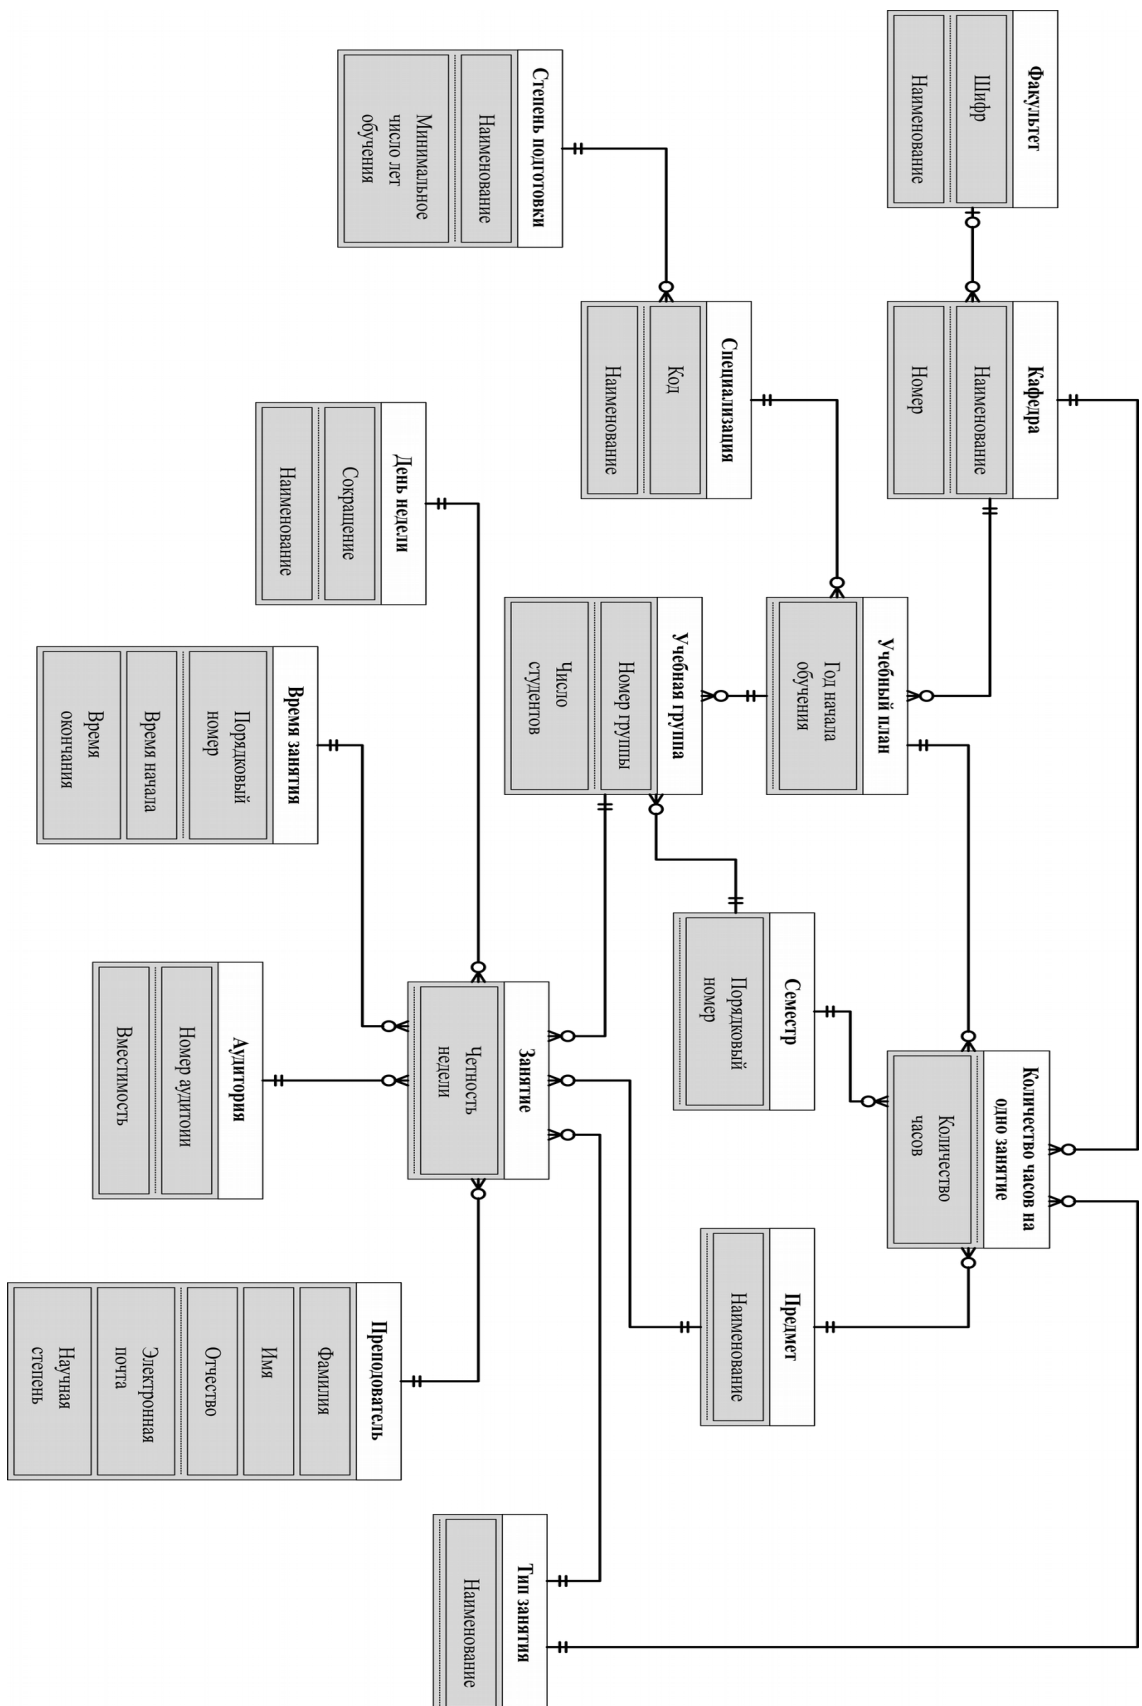 Факультет
Шифр
Наименование
Кафедра
Наименование
Номер
Степень подготовки
Наименование
Минимальное
число лет
обучения
Специализация
Код
Наименование
День недели
Сокращение
Наименование
Учебный план
Год начала
обучения
Учебная группа
Номер группы
Число
студентов
Время занятия
Порядковый
номер
Время начала
Время
окончания
Семестр
Порядковый
номер
Количество часов на
одно занятие
Количество
часов
Занятие
Четность
недели
Аудитория
Номер аудитоии
Вместимость
Предмет
Наименование
Преподователь
Фамилия
Имя
Отчество
Электронная
почта
Научная
степень
Тип занятия
Наименование